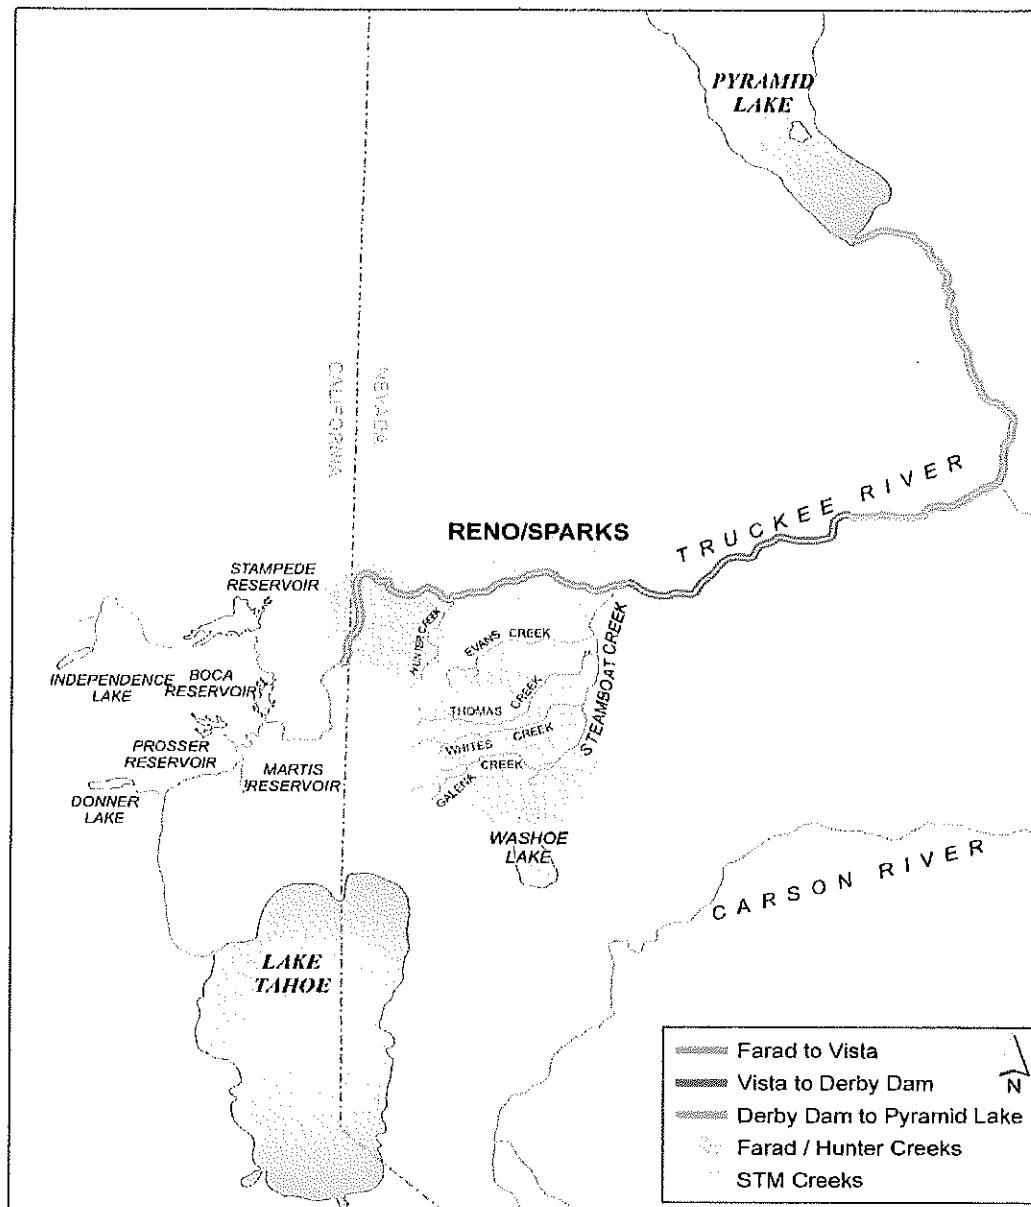 PYRAMID
LAKE
NEVADA
CALIFORNIA
TRUCKEE RIVER
RENO/SPARKS
STAMPEDE
RESERVOIR
HUNTER CREEK
EVANS CREEK
STEAMBOAT CREEK
INDEPENDENCE
LAKE
BOCA
RESERVOIR
THOMAS CREEK
WHITES CREEK
PROSSER
RESERVOIR
MARTIS
RESERVOIR
GALENA CREEK
DONNER
LAKE
WASHOE
LAKE
CARSON RIVER
LAKE
TAHOE
Farad to Vista
Vista to Derby Dam
N
Derby Dam to Pyramid Lake
Farad / Hunter Creeks
STM Creeks